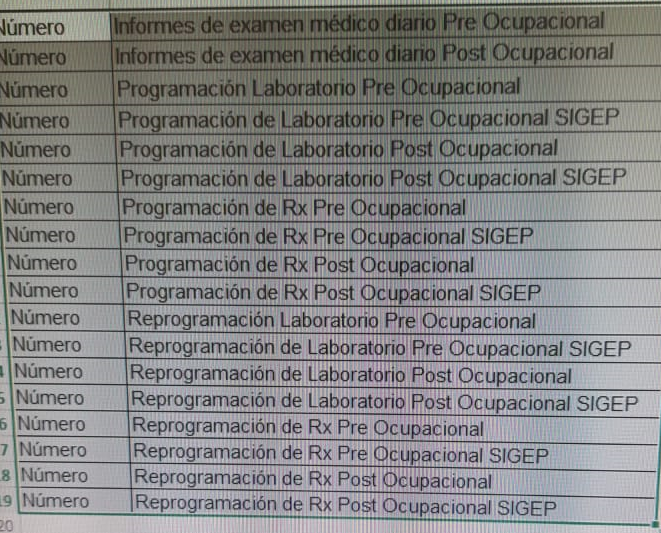 Número Informes de examen médico diario Pre Ocupacional
Número Informes de examen médico diario Post Ocupacional
Número Programación Laboratorio Pre Ocupacional
Número Programación de Laboratorio Pre Ocupacional SIGEP
Número Programación de Laboratorio Post Ocupacional
Número Programación de Laboratorio Post Ocupacional SIGEP
Número Programación de Rx Pre Ocupacional
Número Programación de Rx Pre Ocupacional SIGEP
Número Programación de Rx Post Ocupacional
Número Programación de Rx Post Ocupacional SIGEP
Número Reprogramación Laboratorio Pre Ocupacional
Número Reprogramación de Laboratorio Pre Ocupacional SIGEP
Número Reprogramación de Laboratorio Post Ocupacional
5 Número Reprogramación de Laboratorio Post Ocupacional SIGEP
6 Número Reprogramación de Rx Pre Ocupacional
7 Número Reprogramación de Rx Pre Ocupacional SIGEP
8 Número Reprogramación de Rx Post Ocupacional
19 Número Reprogramación de Rx Post Ocupacional SIGEP
20